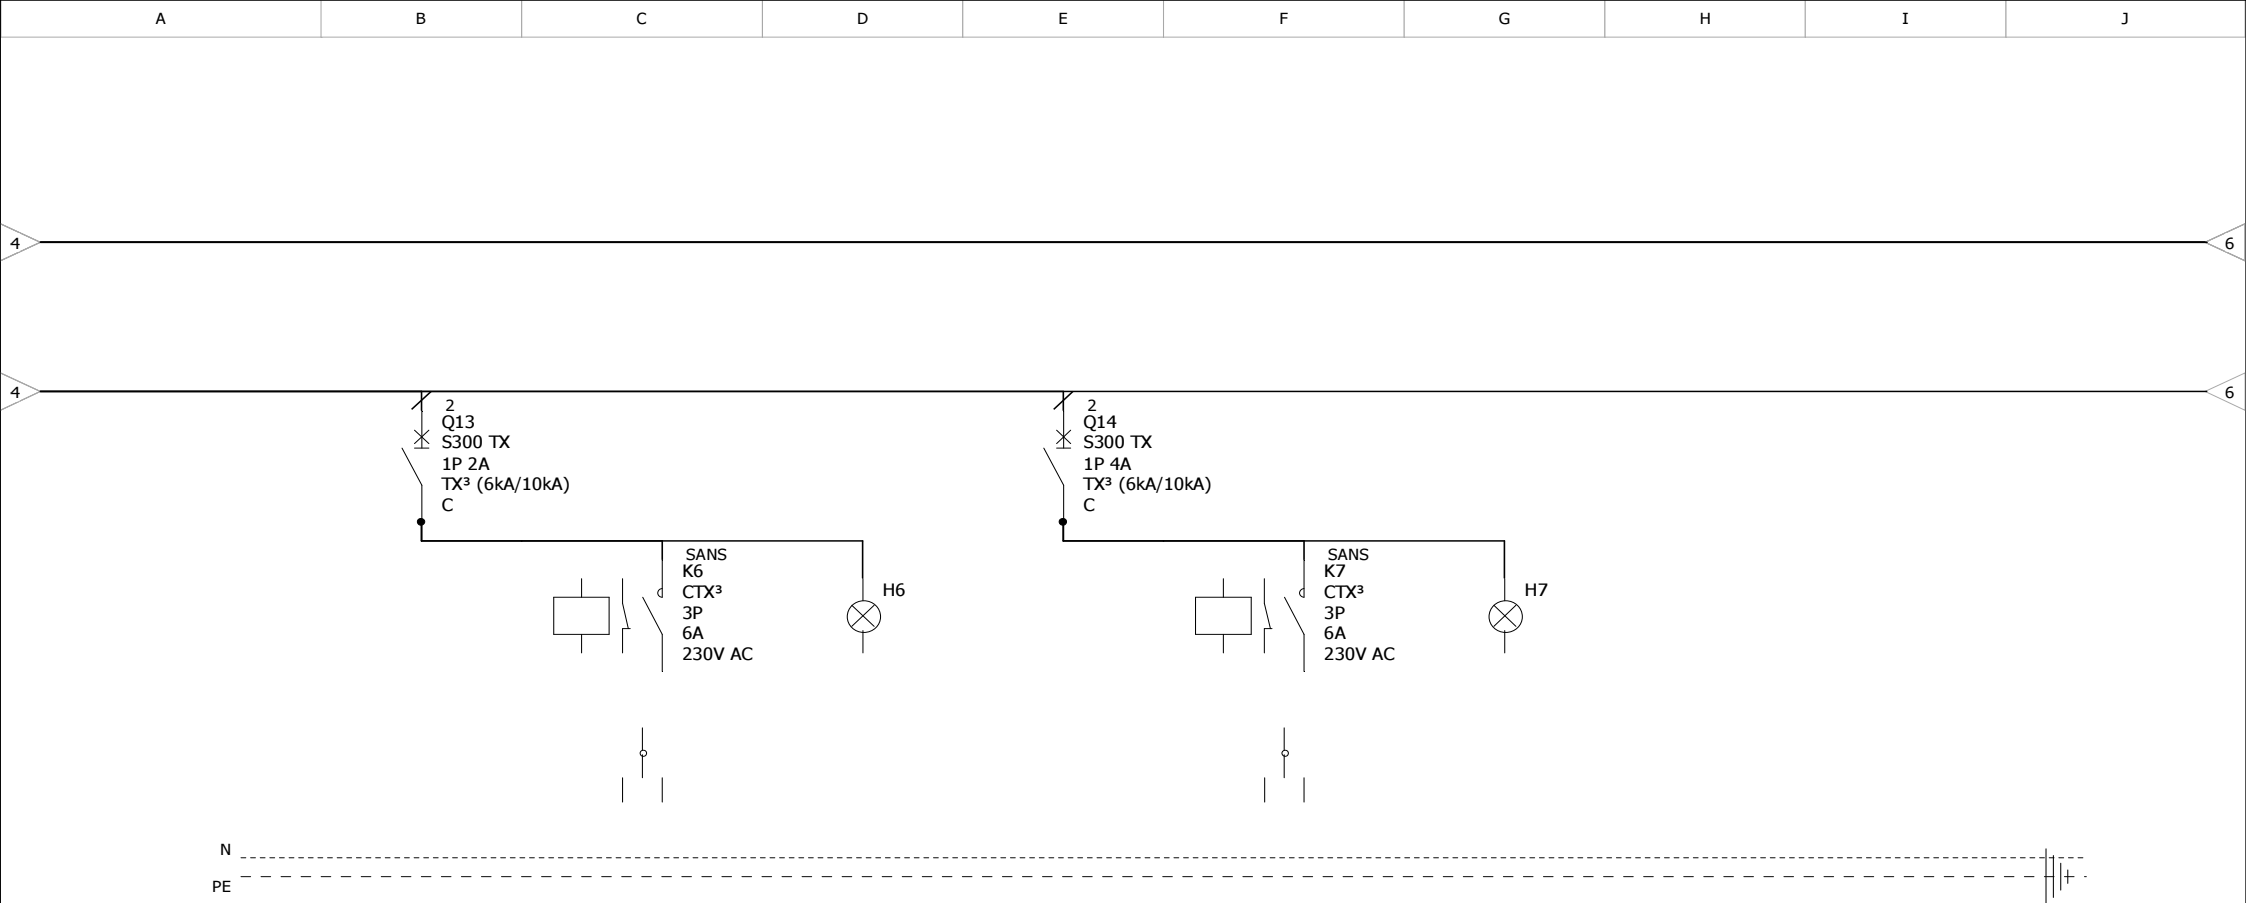 A B C D E F G H I J
4 6
4 6
2
Q13
S300 TX
1P 2A
TX³ (6kA/10kA)
C
2
Q14
S300 TX
1P 4A
TX³ (6kA/10kA)
C
SANS
K6
CTX³
3P
6A
230V AC
H6
SANS
K7
CTX³
3P
6A
230V AC
H7
N
PE